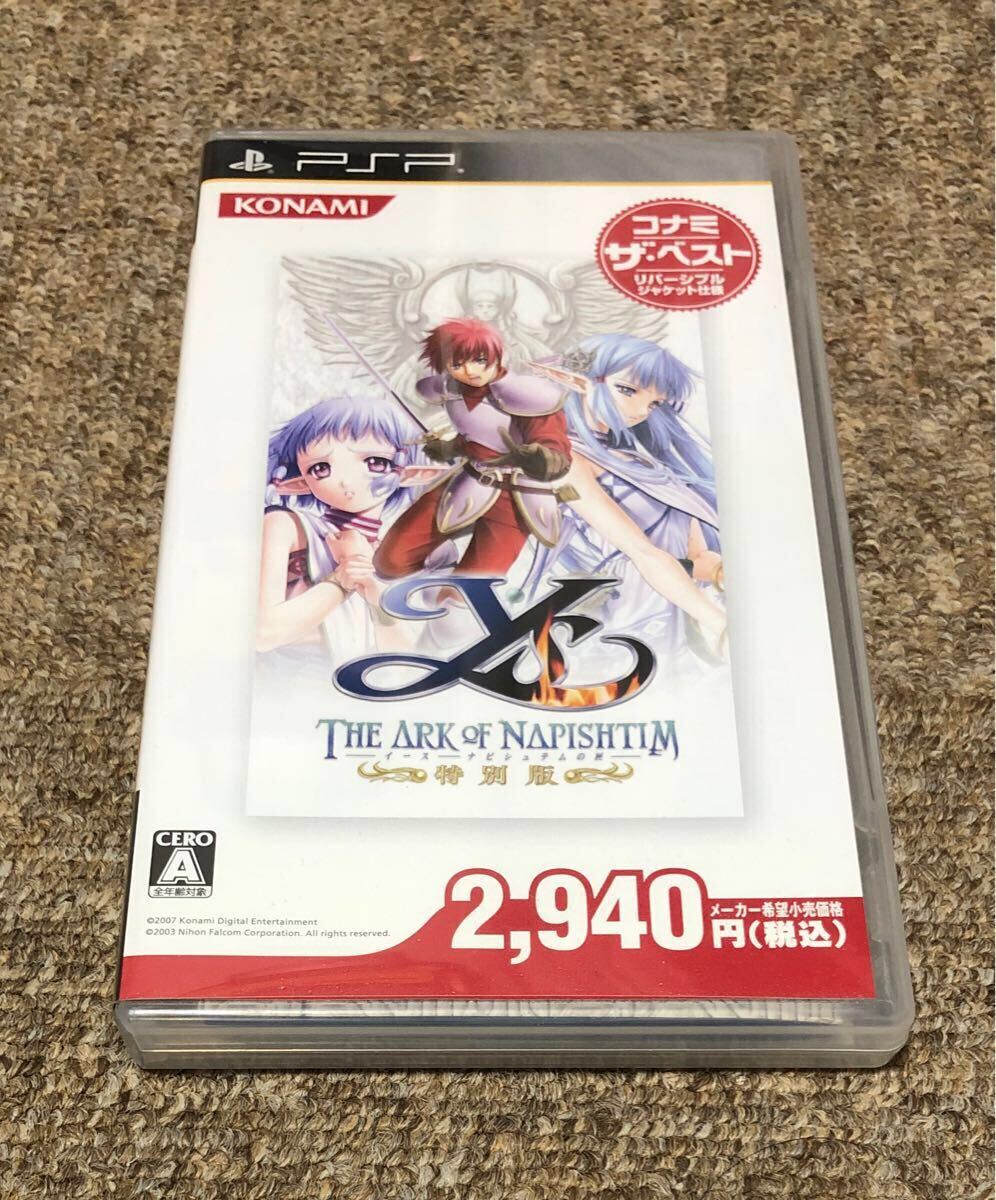 PSP
KONAMI
コナミ
ザ・ベスト
リバーシブル
ジャケット仕様
Ys
THE ARK OF NAPISHTIM
イース ナピシュテムの匣
特別版
CERO
A
全年齢対象
©2007 Konami Digital Entertainment
©2003 Nihon Falcom Corporation. All rights reserved.
2,940
メーカー希望小売価格
円(税込)